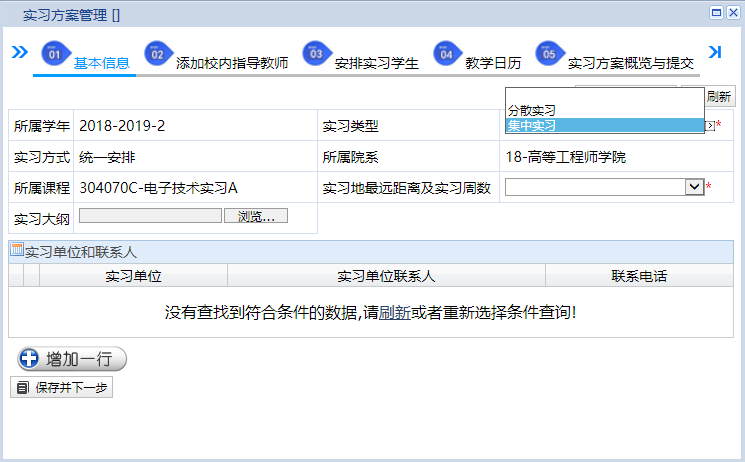 实习方案管理 []
01 基本信息 02 添加校内指导教师 03 安排实习学生 04 教学日历 05 实习方案概览与提交
刷新
分散实习
所属学年 2018-2019-2 实习类型 集中实习 *
实习方式 统一安排 所属院系 18-高等工程师学院
所属课程 304070C-电子技术实习A 实习地最远距离及实习周数 *
实习大纲 浏览...
实习单位和联系人
实习单位 实习单位联系人 联系电话
没有查找到符合条件的数据,请刷新或者重新选择条件查询!
增加一行
保存并下一步